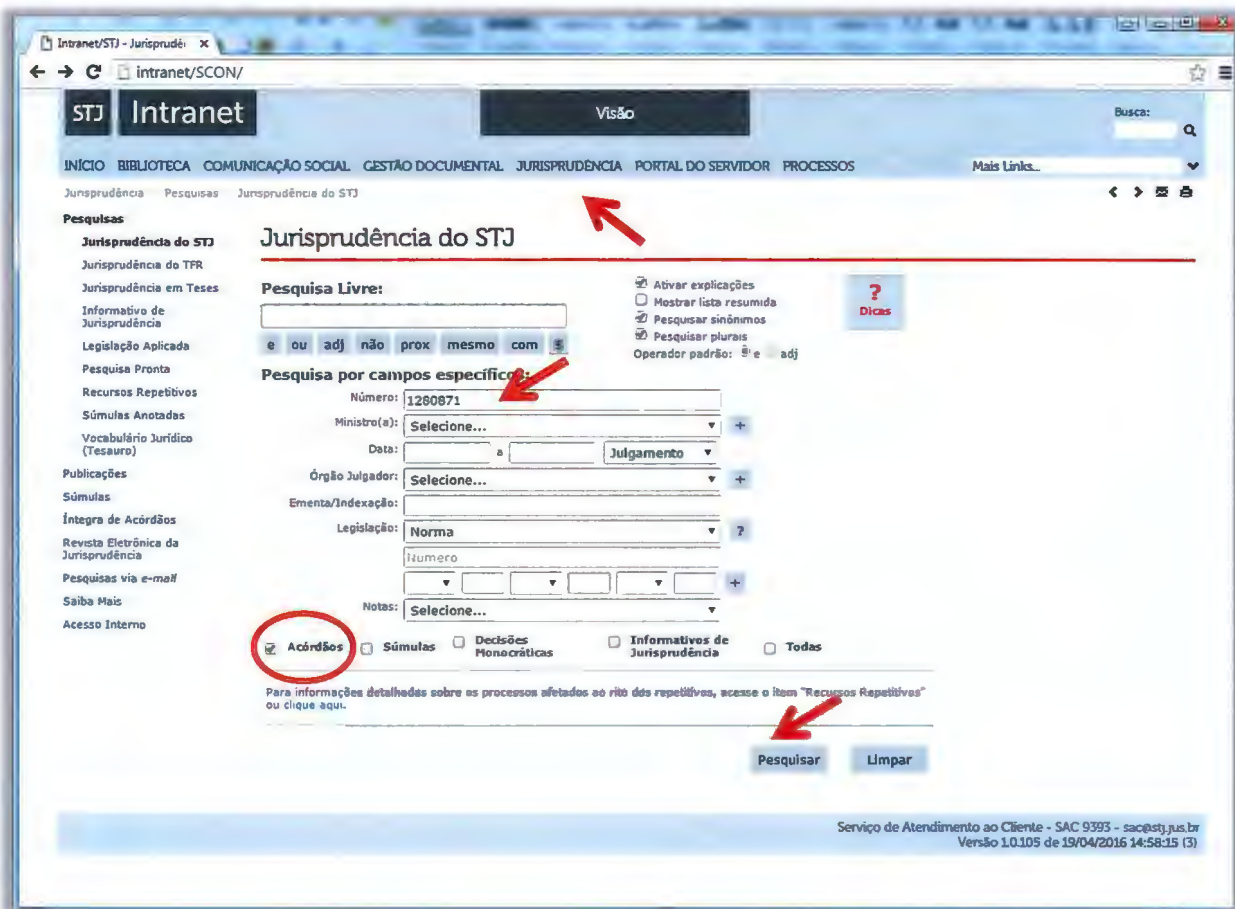 Intranet/STJ - Jurisprudê: x
intranet/SCON/
STJ Intranet
Visão
Busca:
INÍCIO BIBLIOTECA COMUNICAÇÃO SOCIAL GESTÃO DOCUMENTAL JURISPRUDÊNCIA PORTAL DO SERVIDOR PROCESSOS
Mais Links...
Jurisprudência Pesquisas Jurisprudência do STJ
Pesquisas
Jurisprudência do STJ
Jurisprudência do TFR
Jurisprudência em Teses
Informativo de
Jurisprudência
Legislação Aplicada
Pesquisa Pronta
Recursos Repetitivos
Súmulas Anotadas
Vocabulário Jurídico
(Tesauro)
Publicações
Súmulas
Íntegra de Acórdãos
Revista Eletrônica da
Jurisprudência
Pesquisas via e-mail
Saiba Mais
Acesso Interno
Jurisprudência do STJ
Pesquisa Livre:
e ou adj não prox mesmo com $
Ativar explicações
Mostrar lista resumida
Pesquisar sinônimos
Pesquisar plurais
Operador padrão: e adj
?
Dicas
Pesquisa por campos específicos:
Número: 1280871
Ministro(a): Selecione... +
Data: a Julgamento
Órgão Julgador: Selecione... +
Ementa/Indexação:
Legislação: Norma ?
Numero
+
Notas: Selecione...
Acórdãos
Súmulas
Decisões
Monocráticas
Informativos de
Jurisprudência
Todas
Para informações detalhadas sobre os processos afetados ao rito dos repetitivos, acesse o item "Recursos Repetitivos"
ou clique aqui.
Pesquisar Limpar
Serviço de Atendimento ao Cliente - SAC 9393 - sac@stj.jus.br
Versão 1.0.105 de 19/04/2016 14:58:15 (3)